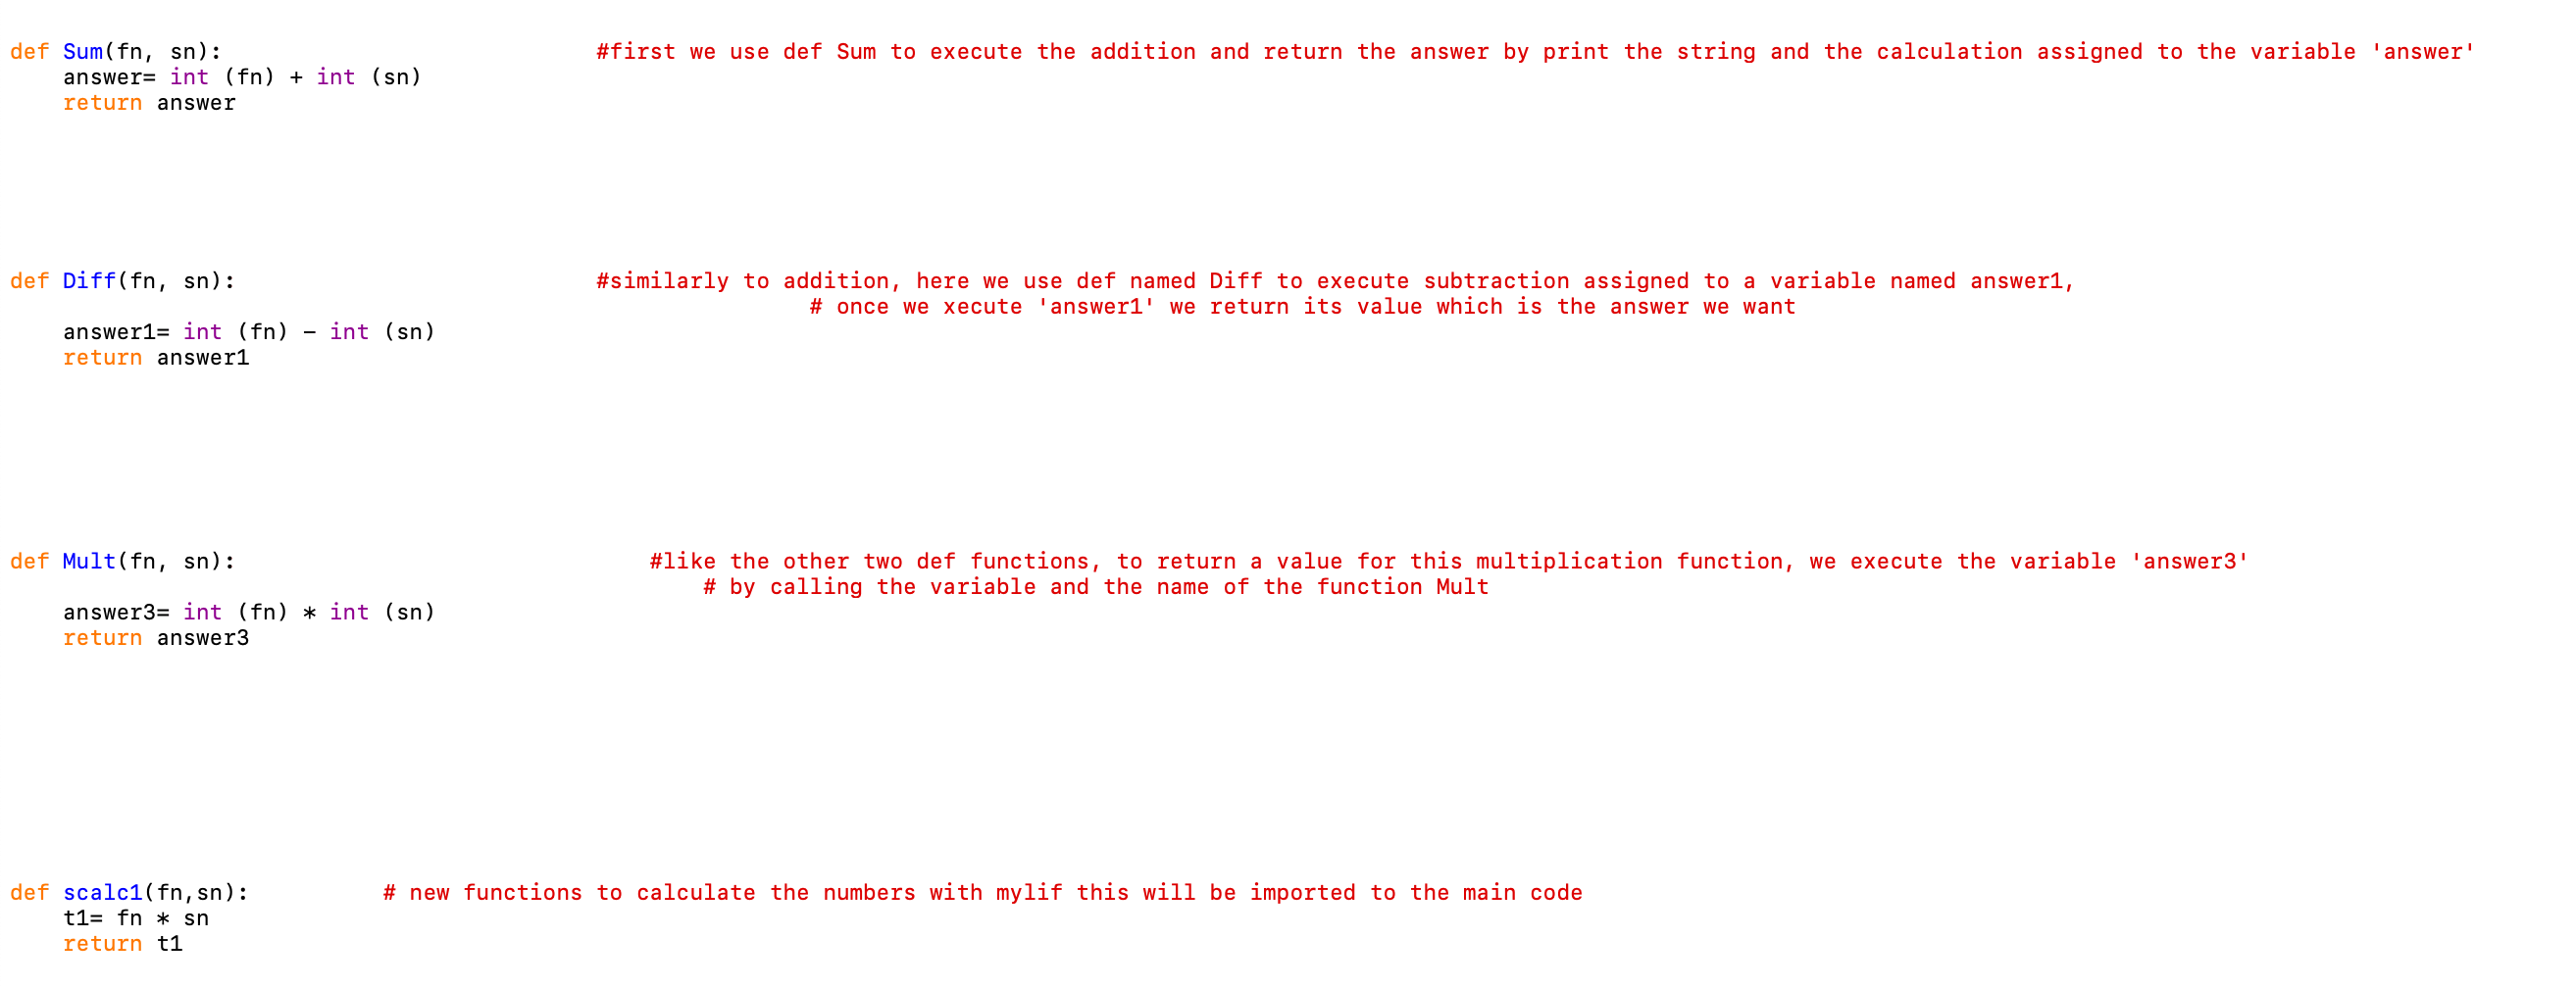 def Sum(fn, sn): #first we use def Sum to execute the addition and return the answer by print the string and the calculation assigned to the variable 'answer'
answer= int (fn) + int (sn)
return answer
def Diff(fn, sn): #similarly to addition, here we use def named Diff to execute subtraction assigned to a variable named answer1,
# once we xecute 'answer1' we return its value which is the answer we want
answer1= int (fn) - int (sn)
return answer1
def Mult(fn, sn): #like the other two def functions, to return a value for this multiplication function, we execute the variable 'answer3'
# by calling the variable and the name of the function Mult
answer3= int (fn) * int (sn)
return answer3
def scalc1(fn,sn): # new functions to calculate the numbers with mylif this will be imported to the main code
t1= fn * sn
return t1